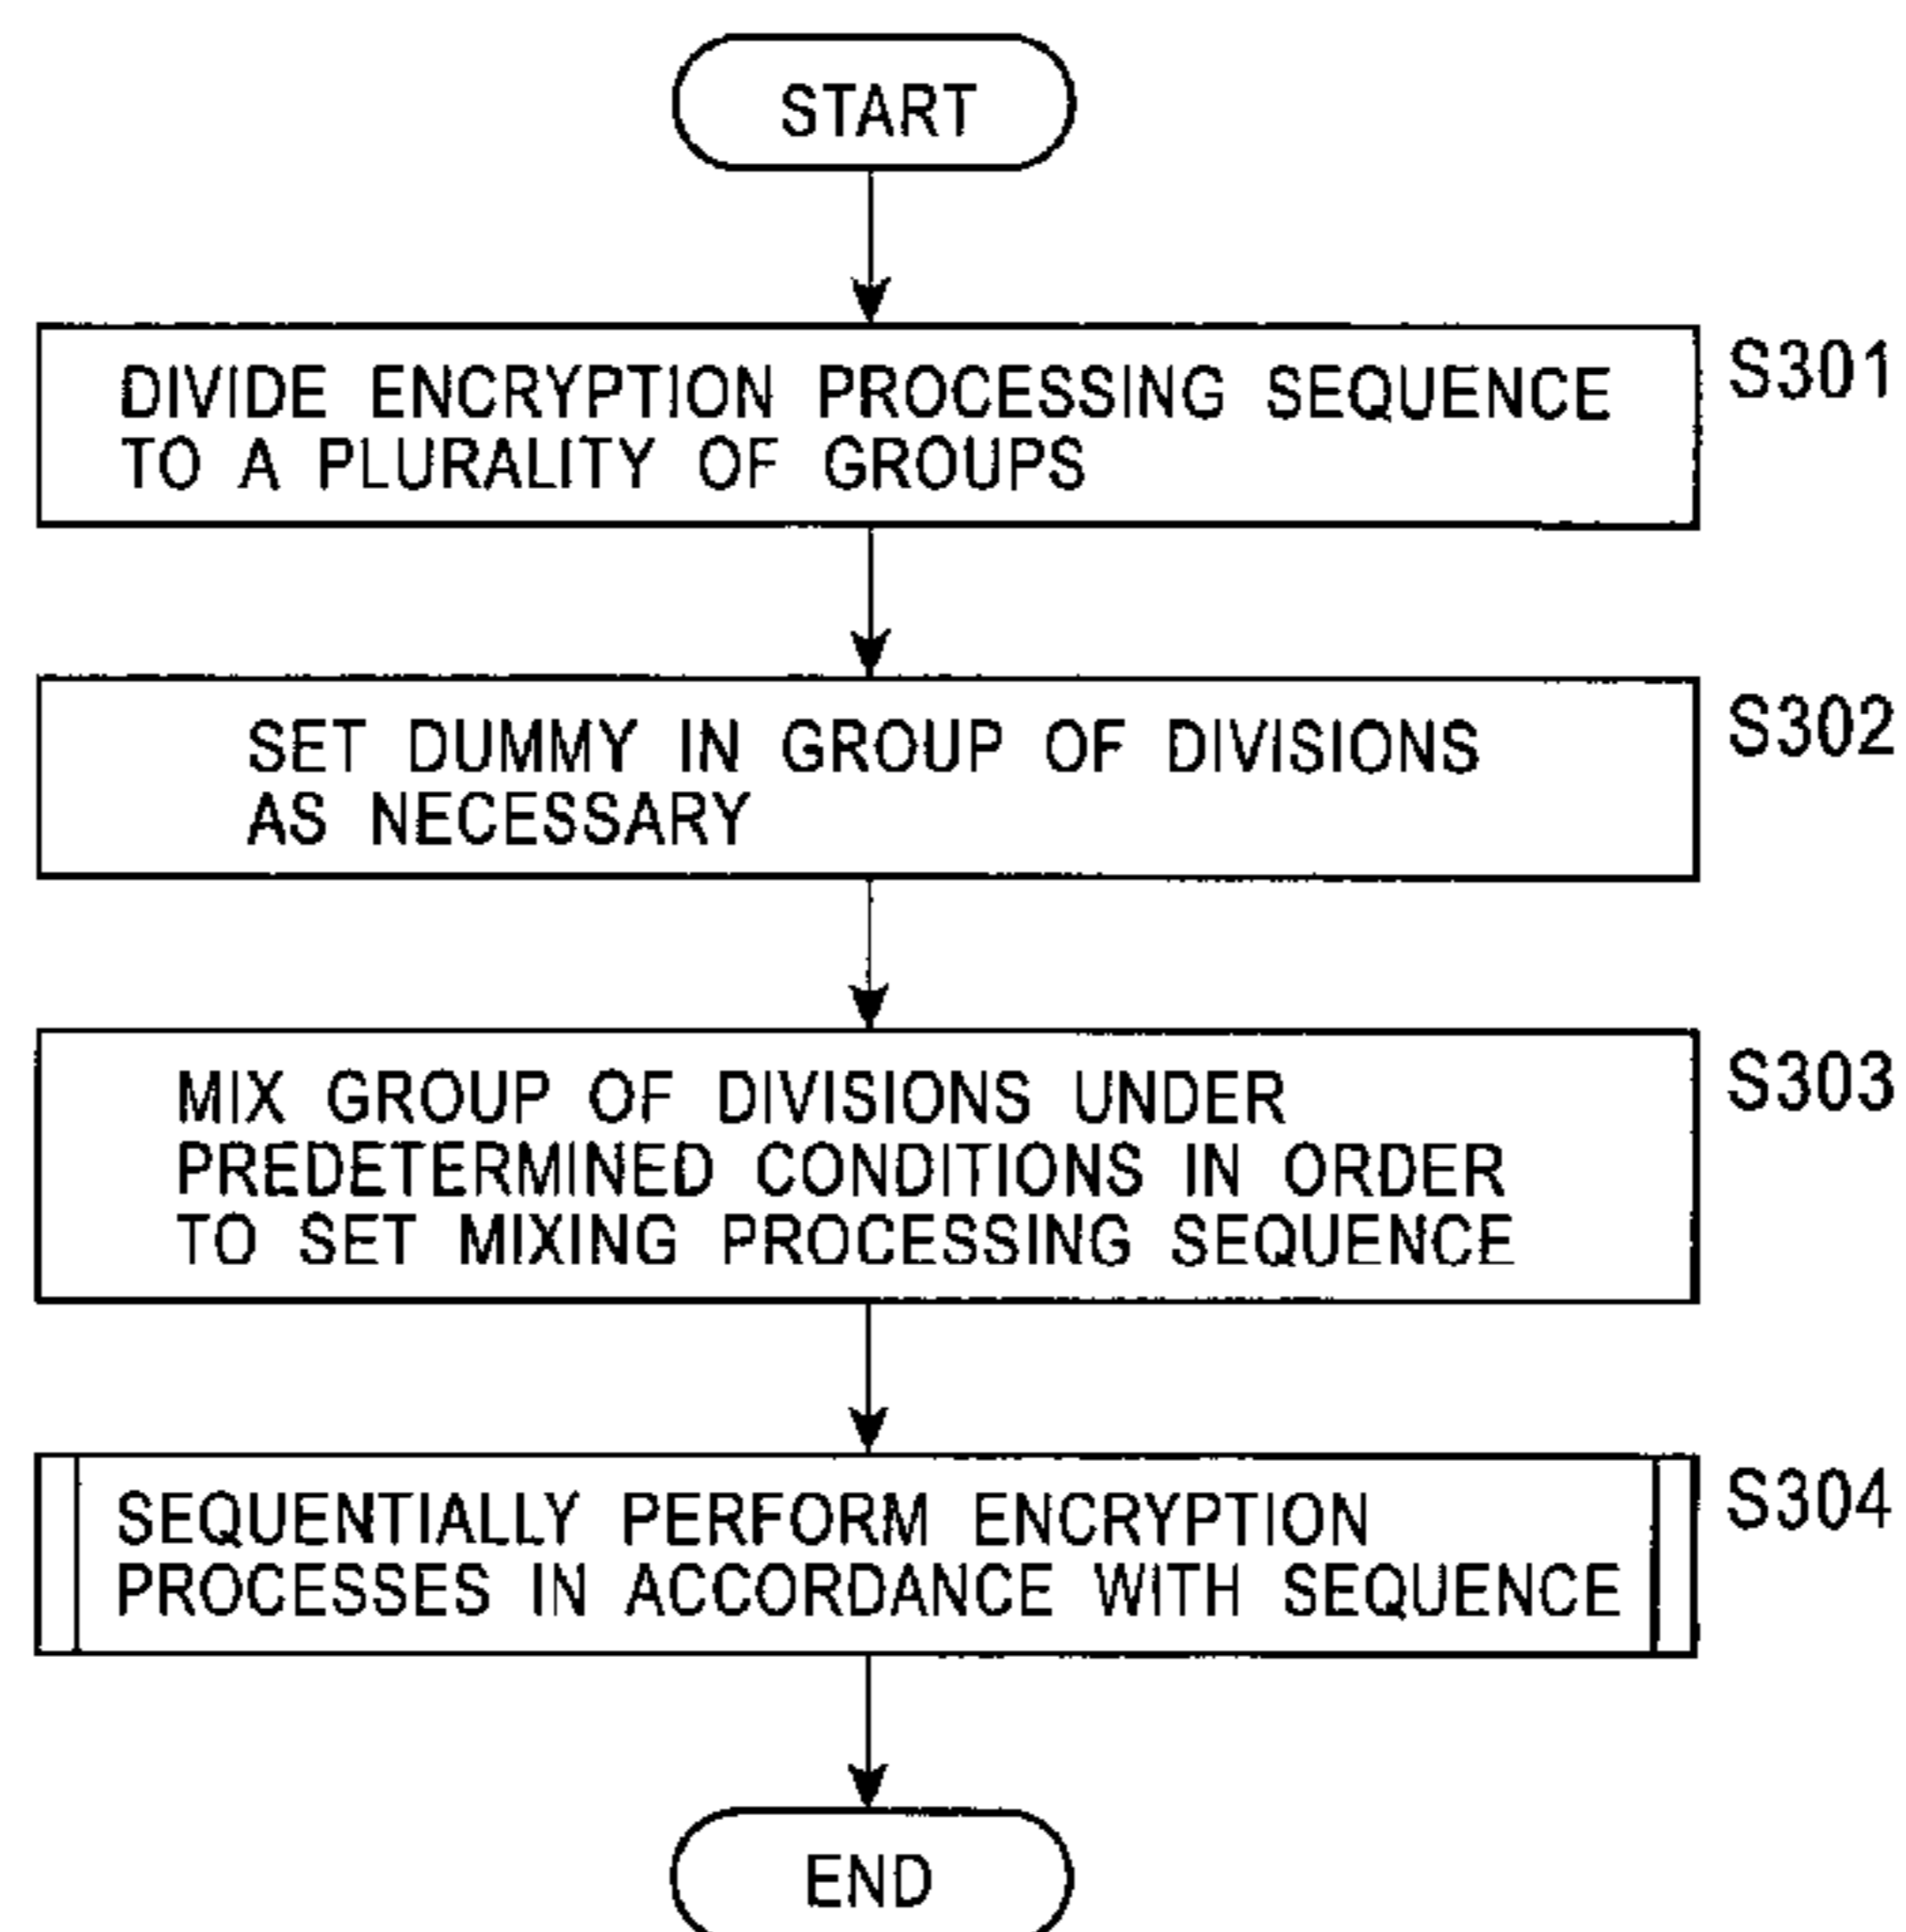 START
DIVIDE ENCRYPTION PROCESSING SEQUENCE
TO A PLURALITY OF GROUPS
S301
SET DUMMY IN GROUP OF DIVISIONS
AS NECESSARY
S302
MIX GROUP OF DIVISIONS UNDER
PREDETERMINED CONDITIONS IN ORDER
TO SET MIXING PROCESSING SEQUENCE
S303
SEQUENTIALLY PERFORM ENCRYPTION
PROCESSES IN ACCORDANCE WITH SEQUENCE
S304
END